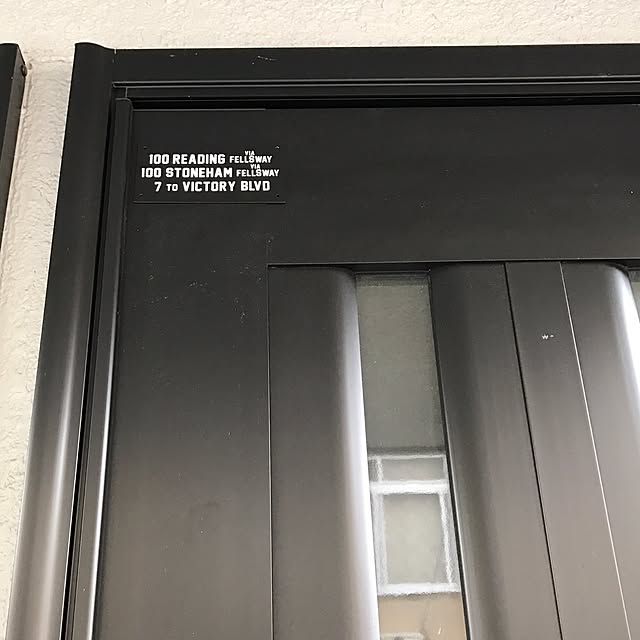 100 READING VIA FELLSWAY
100 STONEHAM VIA FELLSWAY
7 TO VICTORY BLVD